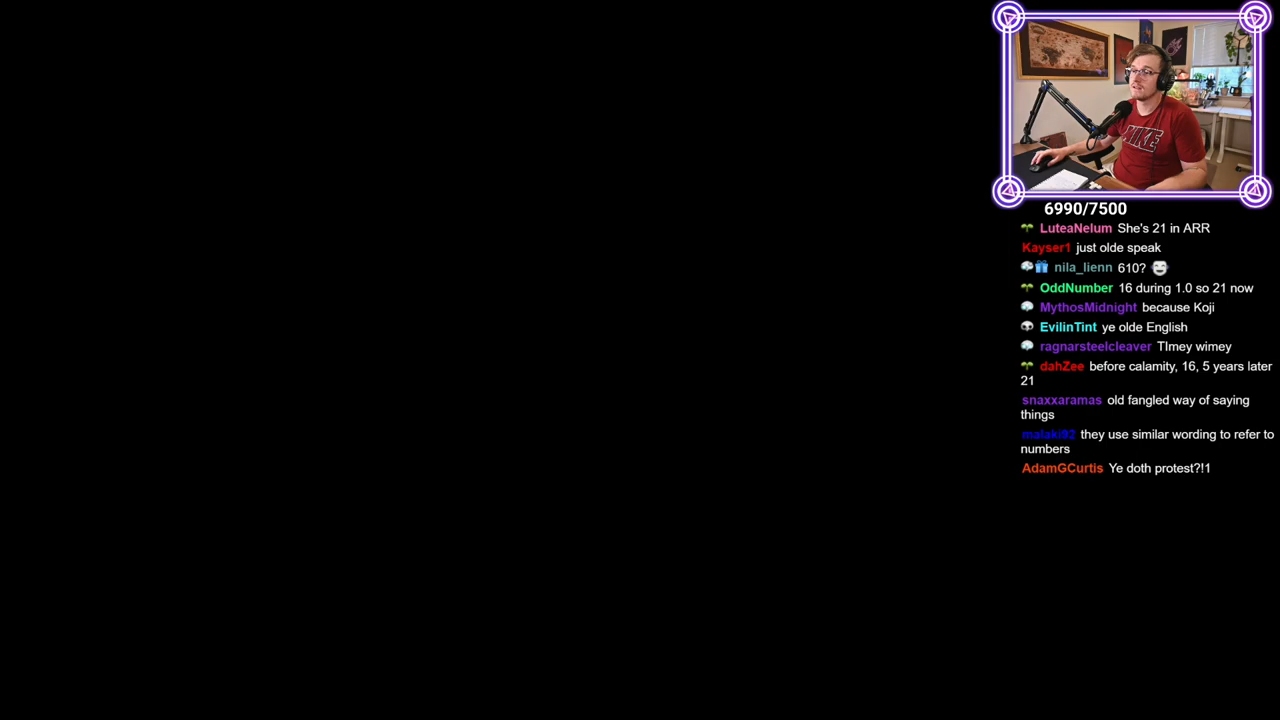 NIKE
6990/7500
LuteaNelum She's 21 in ARR
Kayser1 just olde speak
nila_lienn 610?
OddNumber 16 during 1.0 so 21 now
MythosMidnight because Koji
EvilinTint ye olde English
ragnarsteelcleaver TImey wimey
dahZee before calamity, 16, 5 years later
21
snaxxaramas old fangled way of saying
things
malaki92 they use similar wording to refer to
numbers
AdamGCurtis Ye doth protest?!1